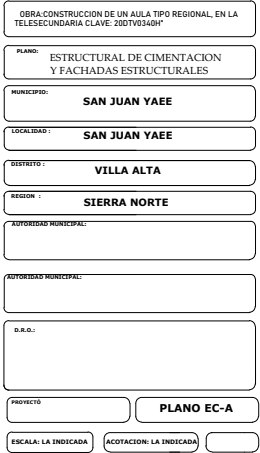 OBRA:CONSTRUCCION DE UN AULA TIPO REGIONAL, EN LA
TELESECUNDARIA CLAVE: 20DTV0340H"
PLANO:
ESTRUCTURAL DE CIMENTACION
Y FACHADAS ESTRUCTURALES
MUNICIPIO:
SAN JUAN YAEE
LOCALIDAD :
SAN JUAN YAEE
DISTRITO :
VILLA ALTA
REGION :
SIERRA NORTE
AUTORIDAD MUNICIPAL:
AUTORIDAD MUNICIPAL:
D.R.O.:
PROYECTÓ
PLANO EC-A
ESCALA: LA INDICADA
ACOTACION: LA INDICADA